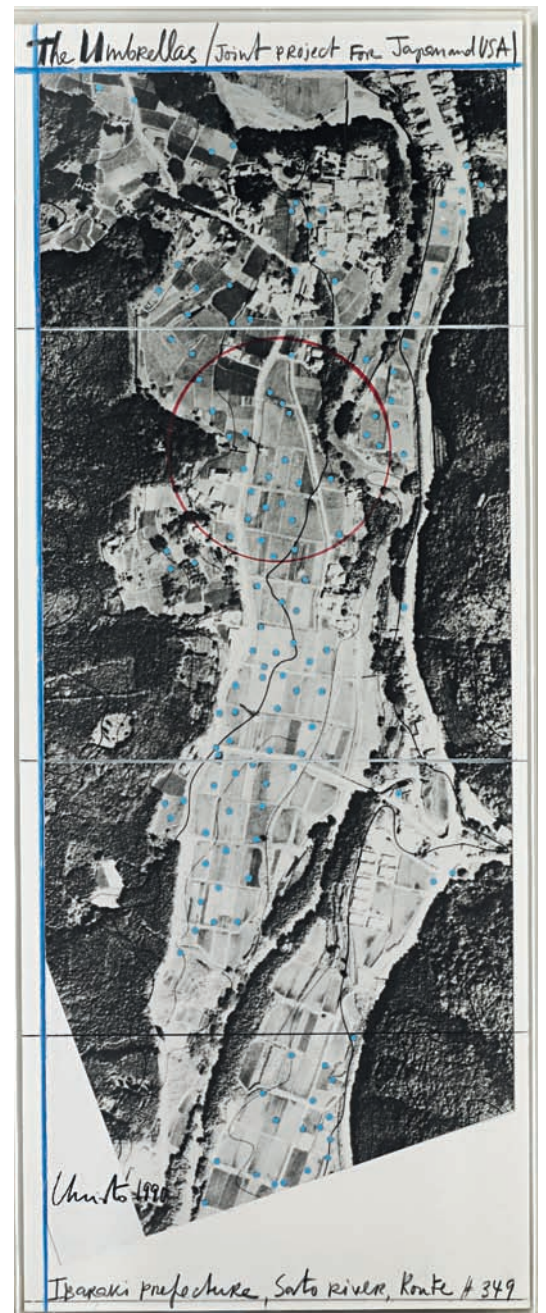 The Umbrellas (Joint project For Japan and USA)
Christo 1990
Ibaraki prefecture, Sato River, Route # 349